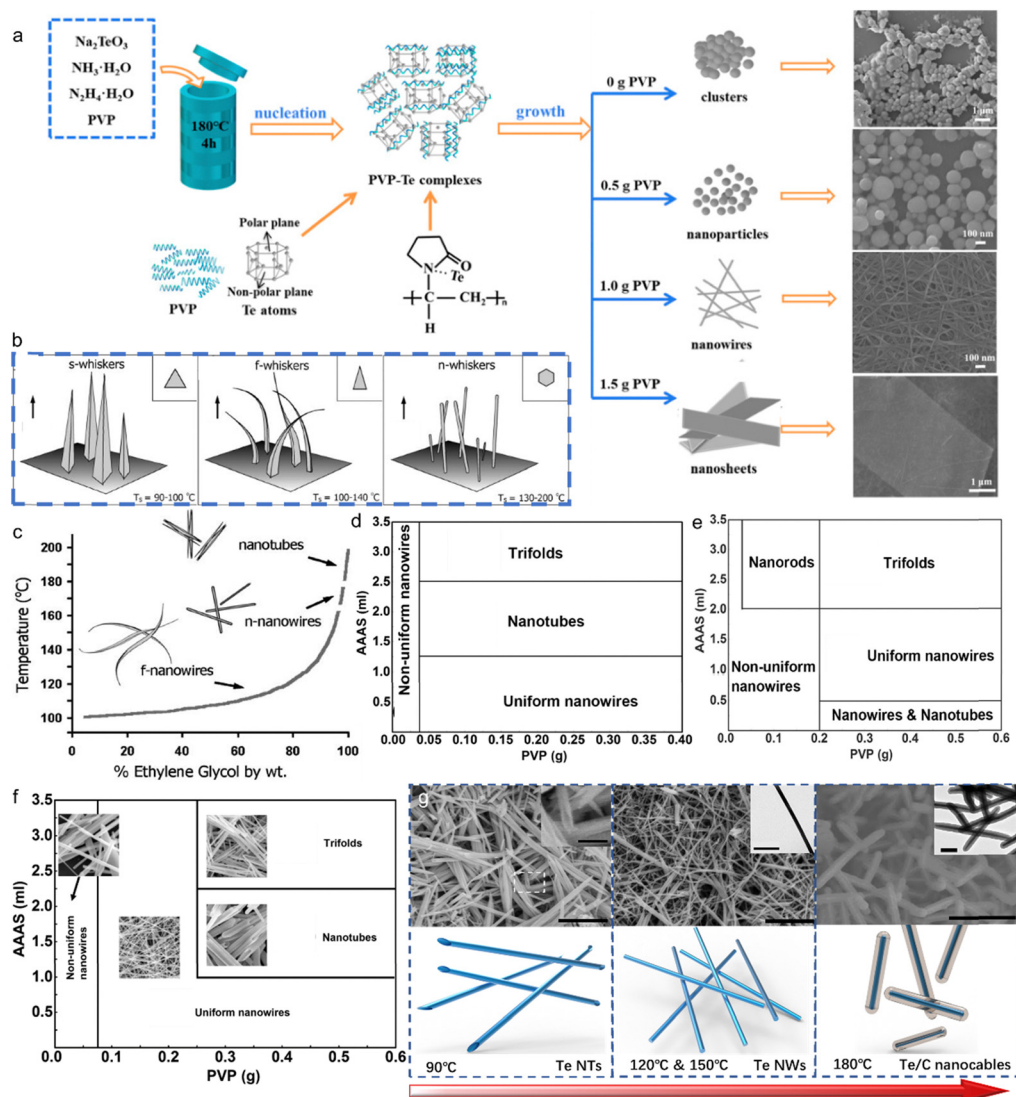 a
Na₂TeO₃
NH₃·H₂O
N₂H₄·H₂O
PVP
180°C
4h
nucleation
PVP-Te complexes
growth
Polar plane
Non-polar plane
PVP
Te atoms
O
N
Te
C
CH₂
n
H
0 g PVP
clusters
1 μm
0.5 g PVP
nanoparticles
100 nm
1.0 g PVP
nanowires
100 nm
1.5 g PVP
nanosheets
1 μm
b
s-whiskers
Tₛ = 90-100 °C
f-whiskers
Tₛ = 100-140 °C
n-whiskers
Tₛ = 130-200 °C
c
Temperature (°C)
200
180
160
140
120
100
nanotubes
n-nanowires
f-nanowires
0 20 40 60 80 100
% Ethylene Glycol by wt.
d
AAAS (ml)
3.5
3.0
2.5
2.0
1.5
1.0
0.5
Non-uniform nanowires
Trifolds
Nanotubes
Uniform nanowires
0.00 0.05 0.10 0.15 0.20 0.25 0.30 0.35 0.40
PVP (g)
e
AAAS (ml)
3.5
3.0
2.5
2.0
1.5
1.0
0.5
Nanorods
Trifolds
Non-uniform
nanowires
Uniform nanowires
Nanowires & Nanotubes
0.0 0.1 0.2 0.3 0.4 0.5 0.6
PVP (g)
f
AAAS (ml)
3.5
3.0
2.5
2.0
1.5
1.0
0.5
0.0
Non-uniform
nanowires
Trifolds
Nanotubes
Uniform nanowires
0.0 0.1 0.2 0.3 0.4 0.5 0.6
PVP (g)
g
90°C
Te NTs
120°C & 150°C
Te NWs
180°C
Te/C nanocables